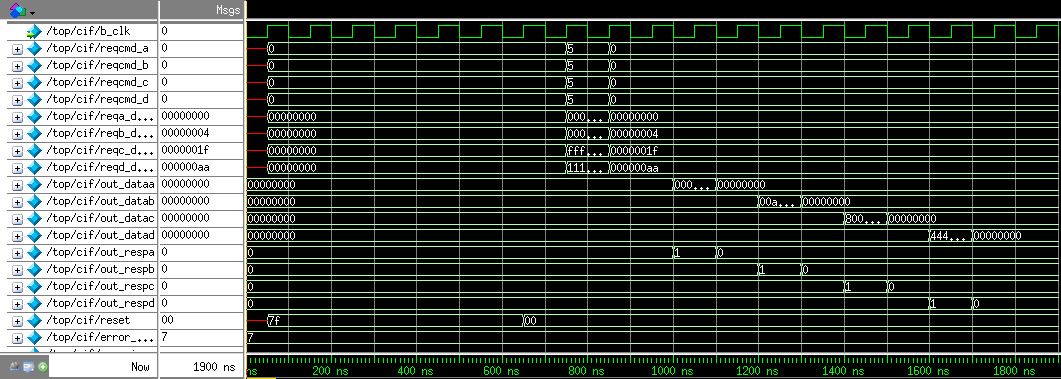 Msgs
/top/cif/b_clk 0
/top/cif/reqcmd_a 0 0 5 0
/top/cif/reqcmd_b 0 0 5 0
/top/cif/reqcmd_c 0 0 5 0
/top/cif/reqcmd_d 0 0 5 0
/top/cif/reqa_d... 00000000 00000000 000... 00000000
/top/cif/reqb_d... 00000004 00000000 000... 00000004
/top/cif/reqc_d... 0000001f 00000000 fff... 0000001f
/top/cif/reqd_d... 000000aa 00000000 111... 000000aa
/top/cif/out_dataa 00000000 00000000 000... 00000000
/top/cif/out_datab 00000000 00000000 00a... 00000000
/top/cif/out_datac 00000000 00000000 800... 00000000
/top/cif/out_datad 00000000 00000000 444... 00000000
/top/cif/out_respa 0 0 1 0
/top/cif/out_respb 0 0 1 0
/top/cif/out_respc 0 0 1 0
/top/cif/out_respd 0 0 1 0
/top/cif/reset 00 7f 00
/top/cif/error_... 7 7
Now 1900 ns ns 200 ns 400 ns 600 ns 800 ns 1000 ns 1200 ns 1400 ns 1600 ns 1800 ns